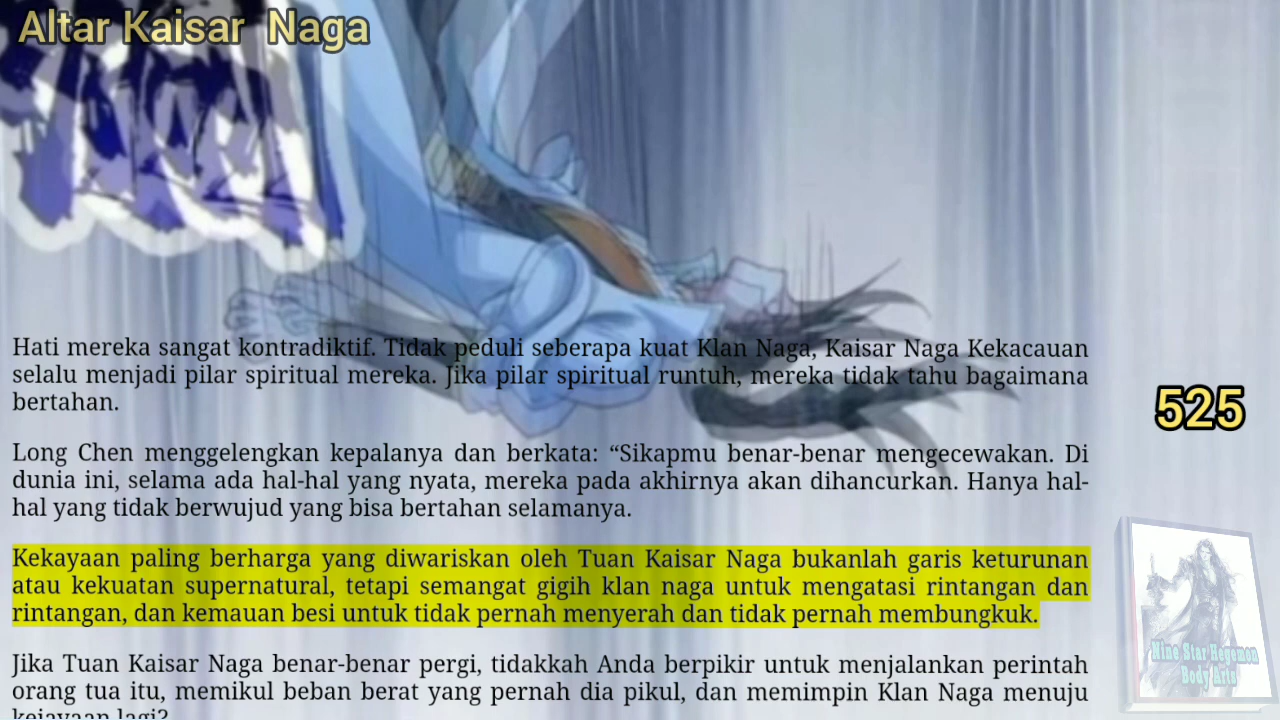 Altar Kaisar Naga
Hati mereka sangat kontradiktif. Tidak peduli seberapa kuat Klan Naga, Kaisar Naga Kekacauan
selalu menjadi pilar spiritual mereka. Jika pilar spiritual runtuh, mereka tidak tahu bagaimana
bertahan.
525
Long Chen menggelengkan kepalanya dan berkata: “Sikapmu benar-benar mengecewakan. Di
dunia ini, selama ada hal-hal yang nyata, mereka pada akhirnya akan dihancurkan. Hanya hal-
hal yang tidak berwujud yang bisa bertahan selamanya.
Kekayaan paling berharga yang diwariskan oleh Tuan Kaisar Naga bukanlah garis keturunan
atau kekuatan supernatural, tetapi semangat gigih klan naga untuk mengatasi rintangan dan
rintangan, dan kemauan besi untuk tidak pernah menyerah dan tidak pernah membungkuk.
Jika Tuan Kaisar Naga benar-benar pergi, tidakkah Anda berpikir untuk menjalankan perintah
orang tua itu, memikul beban berat yang pernah dia pikul, dan memimpin Klan Naga menuju
kejayaan lagi?
Nine Star Hegemon
Body Arts